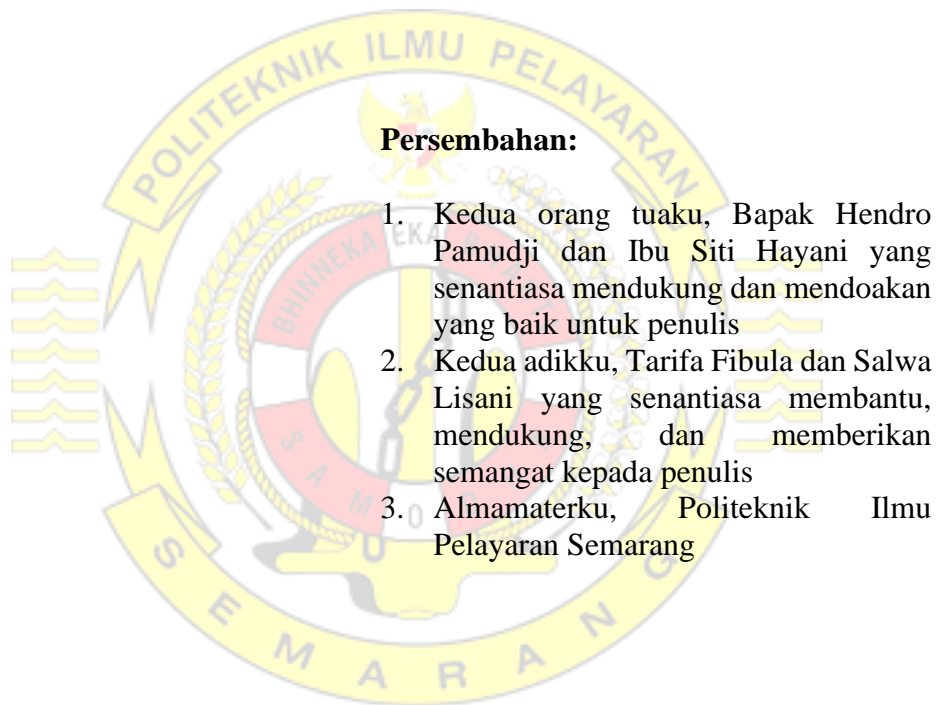 POLITEKNIK ILMU PELAYARAN
Persembahan:
1. Kedua orang tuaku, Bapak Hendro
Pamudji dan Ibu Siti Hayani yang
senantiasa mendukung dan mendoakan
yang baik untuk penulis
2. Kedua adikku, Tarifa Fibula dan Salwa
Lisani yang senantiasa membantu,
mendukung, dan memberikan
semangat kepada penulis
3. Almamaterku, Politeknik Ilmu
Pelayaran Semarang
BHINNEKA EKA
SAMO
SEMARANG